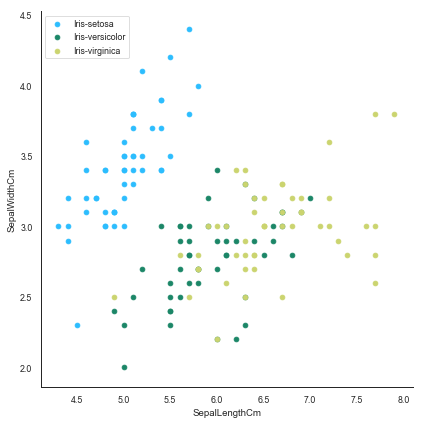 4.5
Iris-setosa
Iris-versicolor
Iris-virginica
4.0
3.5
SepalWidthCm
3.0
2.5
2.0
4.5 5.0 5.5 6.0 6.5 7.0 7.5 8.0
SepalLengthCm